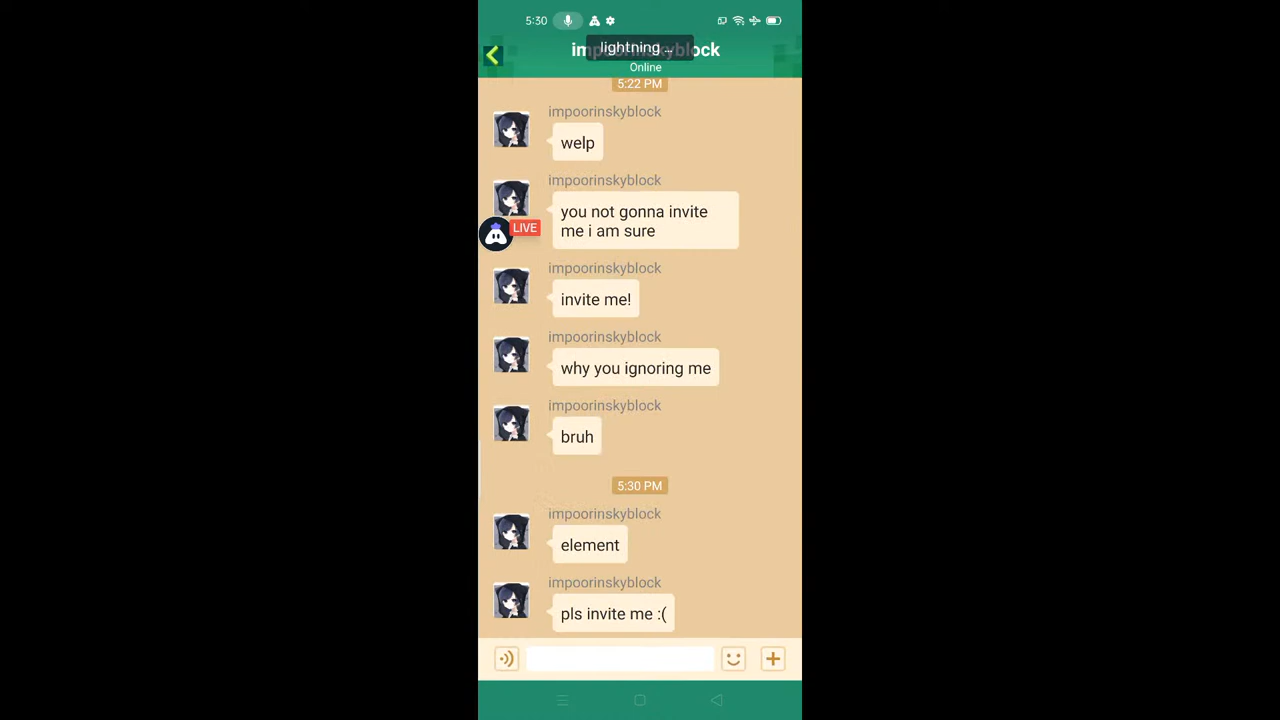 5:30
lightning ...
impoorinskyblock
Online
5:22 PM
impoorinskyblock
welp
impoorinskyblock
you not gonna invite
me i am sure
LIVE
impoorinskyblock
invite me!
impoorinskyblock
why you ignoring me
impoorinskyblock
bruh
5:30 PM
impoorinskyblock
element
impoorinskyblock
pls invite me :(